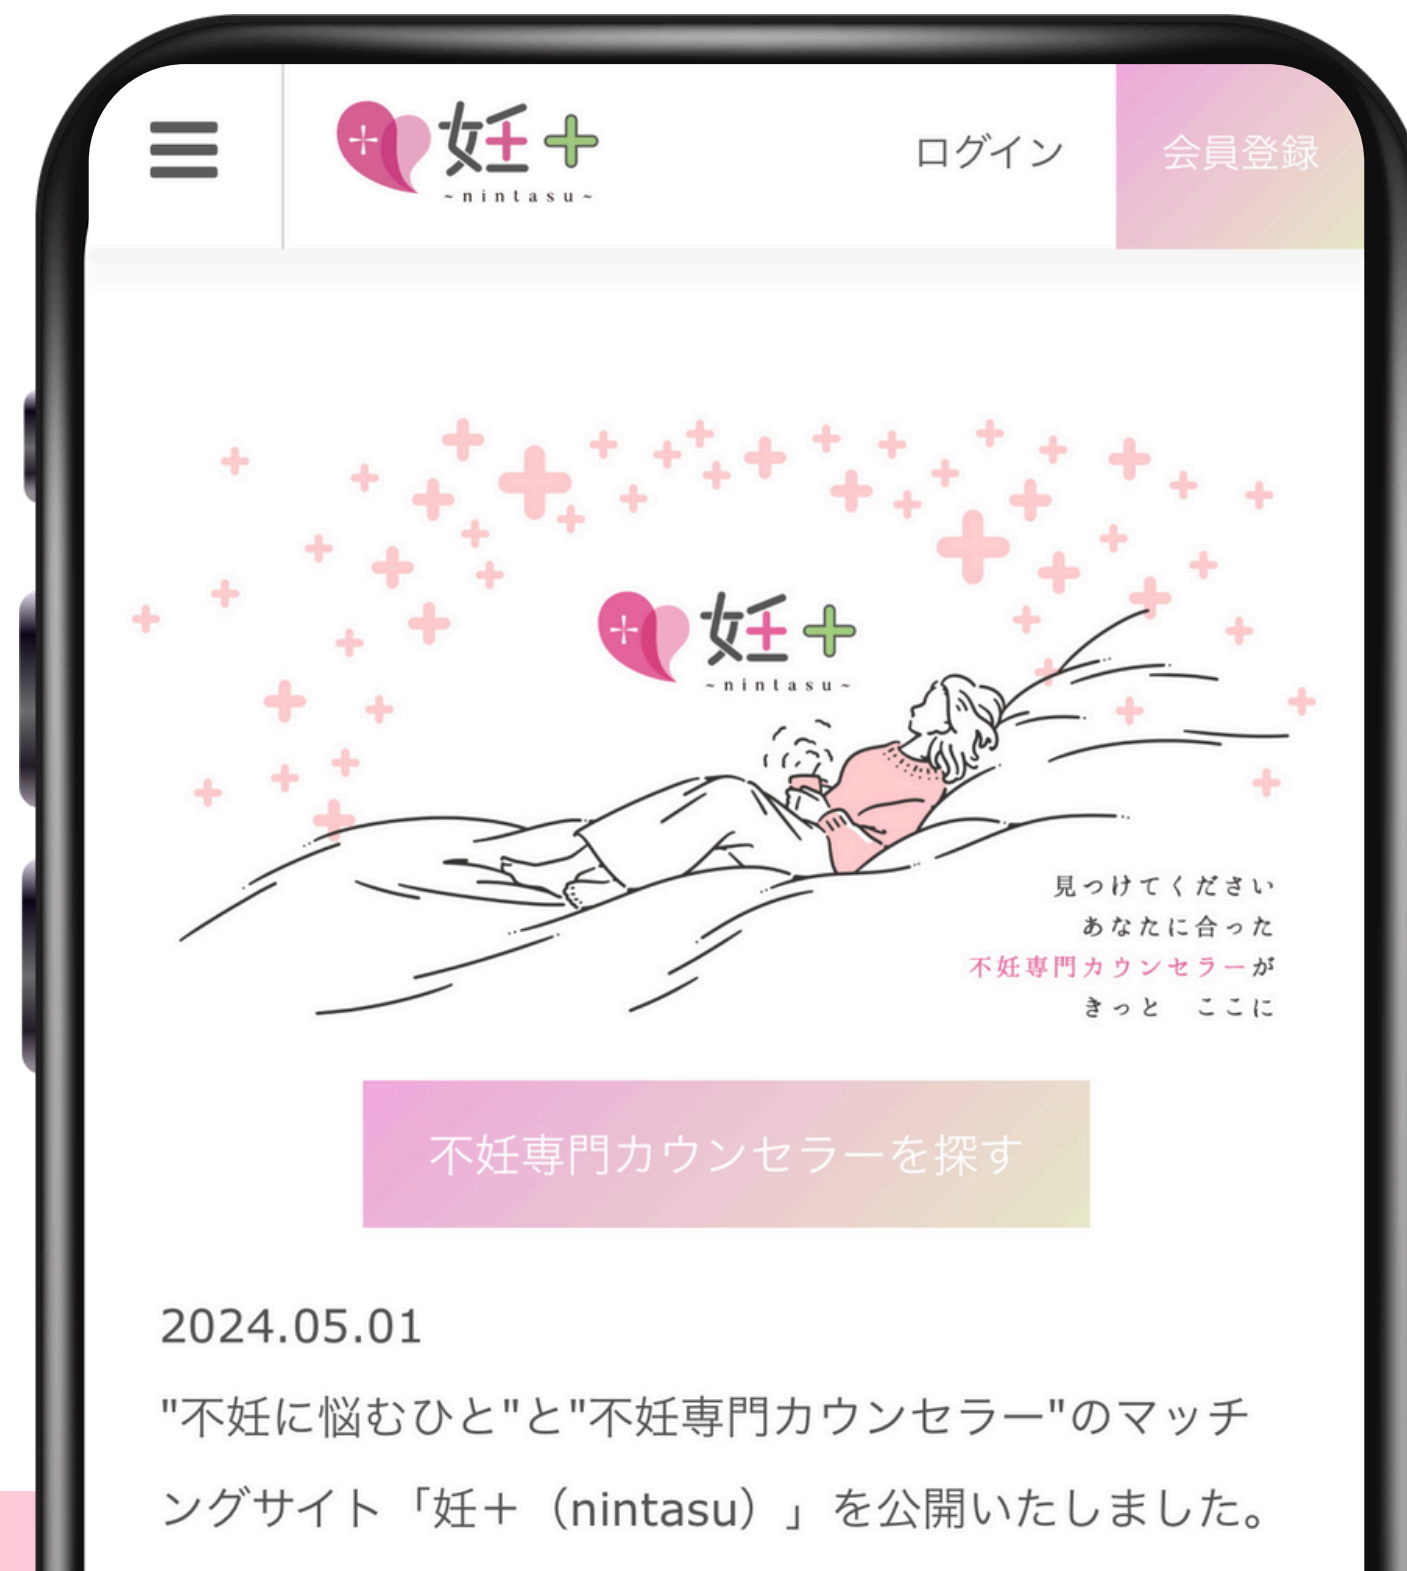 妊+
~nintasu~
ログイン
会員登録
妊+
~nintasu~
見つけてください
あなたに合った
不妊専門カウンセラーが
きっと ここに
不妊専門カウンセラーを探す
2024.05.01
"不妊に悩むひと"と"不妊専門カウンセラー"のマッチ
ングサイト「妊＋（nintasu）」を公開いたしました。